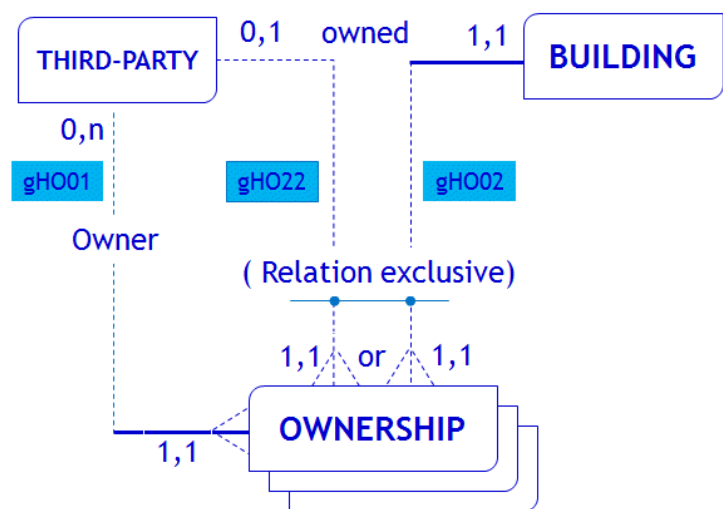 0,1 owned 1,1
THIRD-PARTY
BUILDING
0,n
gHO01
gHO22
gHO02
Owner
( Relation exclusive)
1,1 or 1,1
OWNERSHIP
1,1